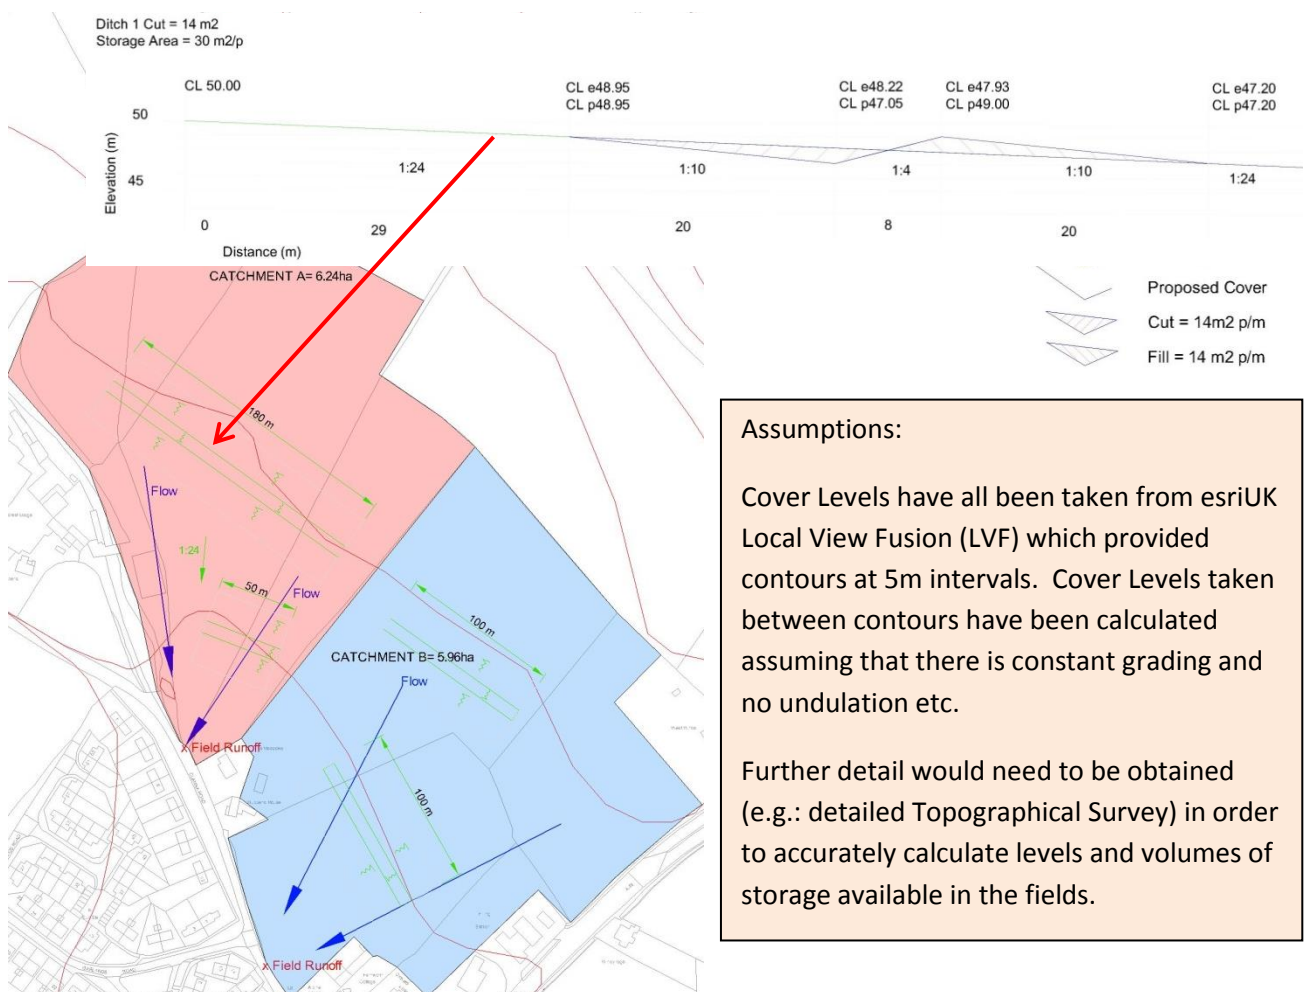 Ditch 1 Cut = 14 m2
Storage Area = 30 m2/p
CL 50.00
CL e48.95
CL p48.95
CL e48.22
CL p47.05
CL e47.93
CL p49.00
CL e47.20
CL p47.20
50
45
Elevation (m)
1:24
1:10
1:4
1:10
1:24
0
29
20
8
20
Distance (m)
Proposed Cover
Cut = 14m2 p/m
Fill = 14 m2 p/m
CATCHMENT A= 6.24ha
180 m
Flow
1:24
50 m
Flow
100 m
CATCHMENT B= 5.96ha
Flow
x Field Runoff
100 m
x Field Runoff
Assumptions:
Cover Levels have all been taken from esriUK
Local View Fusion (LVF) which provided
contours at 5m intervals. Cover Levels taken
between contours have been calculated
assuming that there is constant grading and
no undulation etc.
Further detail would need to be obtained
(e.g.: detailed Topographical Survey) in order
to accurately calculate levels and volumes of
storage available in the fields.